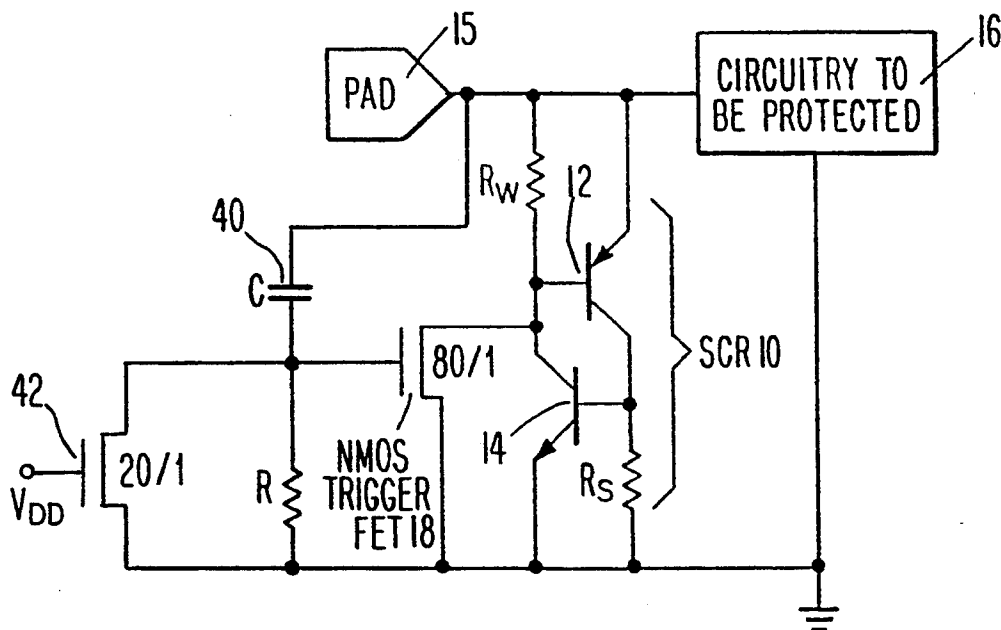 15
16
PAD
CIRCUITRY TO
BE PROTECTED
RW
12
40
C
80/1
SCR 10
42
20/1
14
VDD
R
NMOS
TRIGGER
FET 18
RS